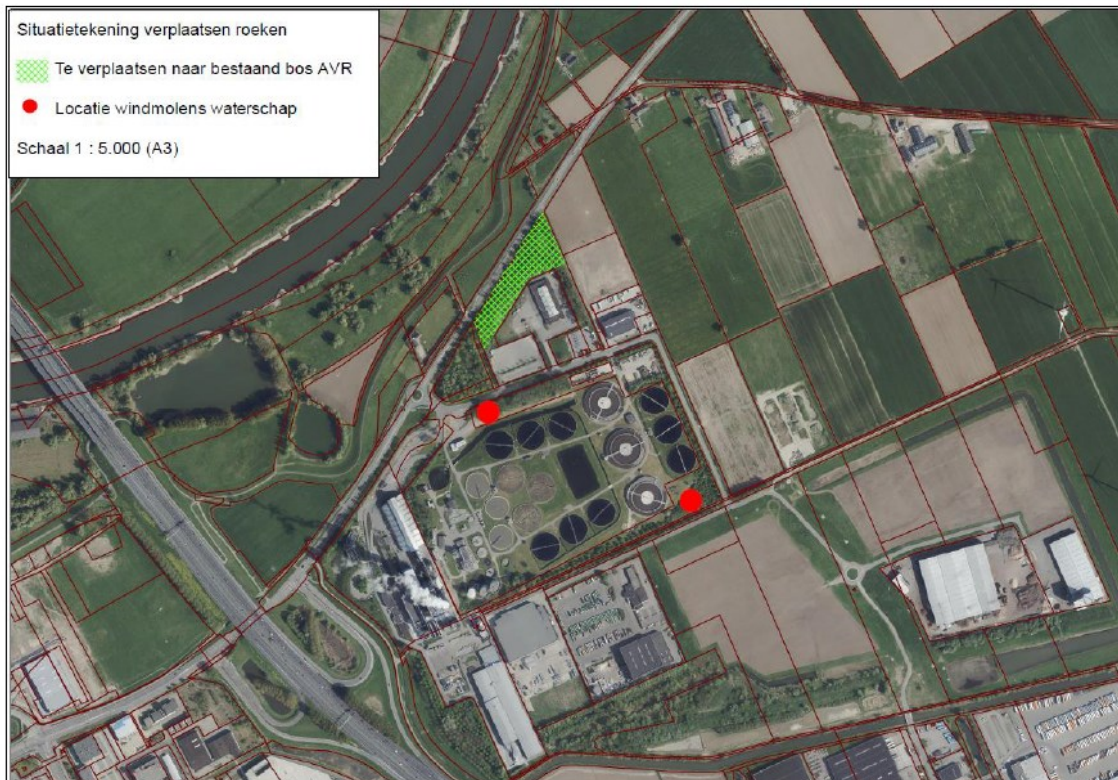 Situatietekening verplaatsen roeken
Te verplaatsen naar bestaand bos AVR
Locatie windmolens waterschap
Schaal 1 : 5.000 (A3)